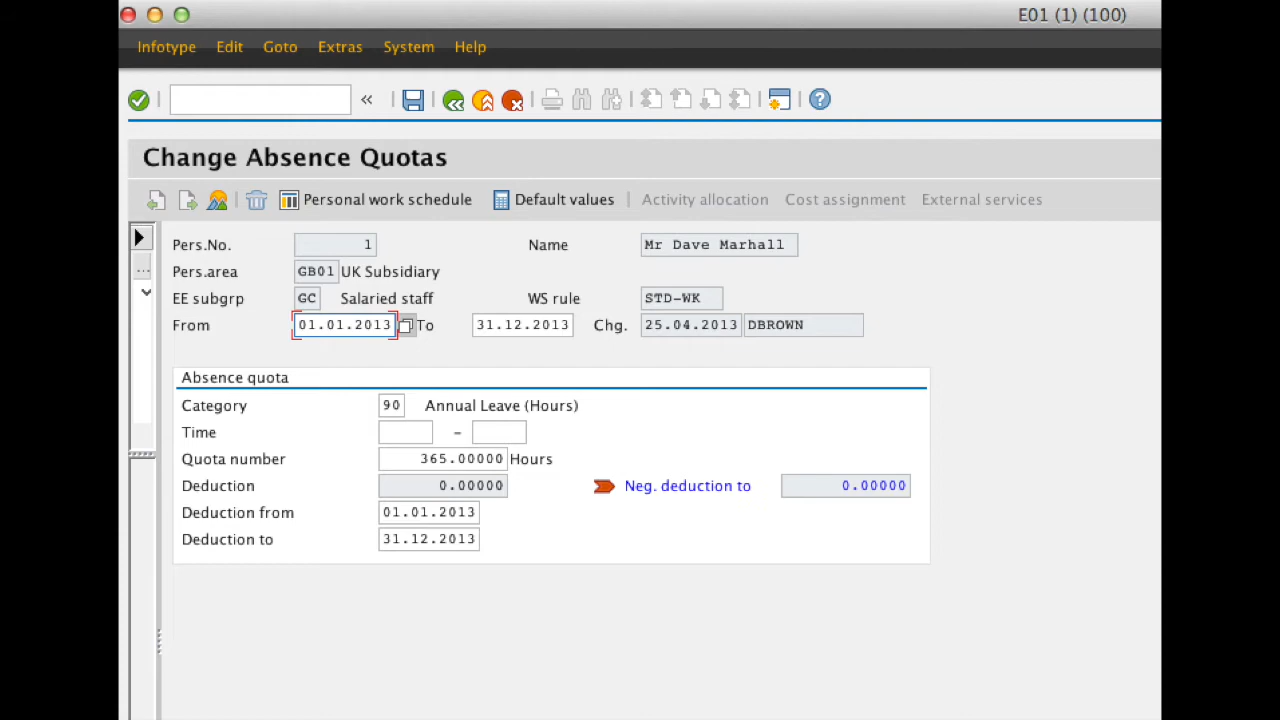 E01 (1) (100)
Infotype Edit Goto Extras System Help
«
Change Absence Quotas
Personal work schedule Default values Activity allocation Cost assignment External services
Pers.No. 1 Name Mr Dave Marhall
Pers.area GB01 UK Subsidiary
EE subgrp GC Salaried staff WS rule STD-WK
From 01.01.2013 To 31.12.2013 Chg. 25.04.2013 DBROWN
Absence quota
Category 90 Annual Leave (Hours)
Time -
Quota number 365.00000 Hours
Deduction 0.00000 Neg. deduction to 0.00000
Deduction from 01.01.2013
Deduction to 31.12.2013